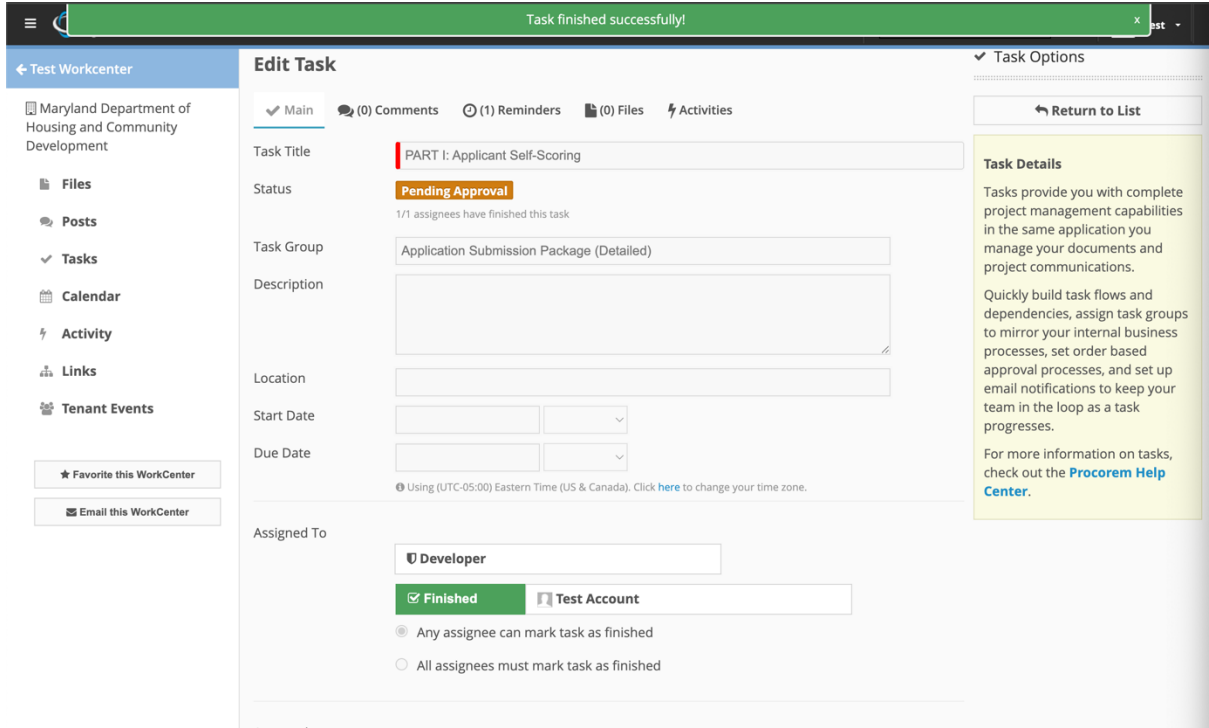 Task finished successfully!
x
est
Test Workcenter
Maryland Department of
Housing and Community
Development
Files
Posts
Tasks
Calendar
Activity
Links
Tenant Events
Favorite this WorkCenter
Email this WorkCenter
Edit Task
Main
(0) Comments
(1) Reminders
(0) Files
Activities
Task Title
PART I: Applicant Self-Scoring
Status
Pending Approval
1/1 assignees have finished this task
Task Group
Application Submission Package (Detailed)
Description
Location
Start Date
Due Date
Using (UTC-05:00) Eastern Time (US & Canada). Click here to change your time zone.
Assigned To
Developer
Finished
Test Account
Any assignee can mark task as finished
All assignees must mark task as finished
Task Options
Return to List
Task Details
Tasks provide you with complete
project management capabilities
in the same application you
manage your documents and
project communications.
Quickly build task flows and
dependencies, assign task groups
to mirror your internal business
processes, set order based
approval processes, and set up
email notifications to keep your
team in the loop as a task
progresses.
For more information on tasks,
check out the Procorem Help
Center.